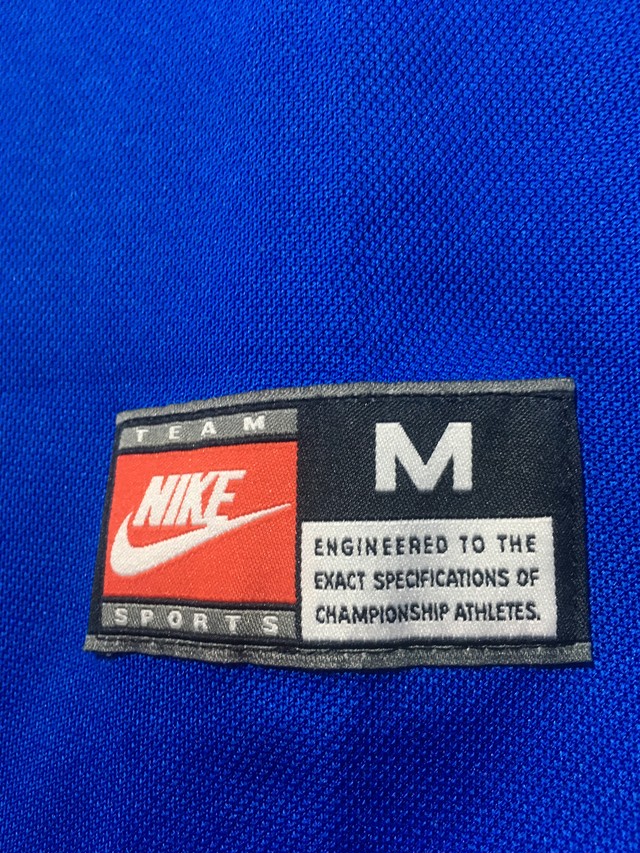 TEAM
NIKE
SPORTS
M
ENGINEERED TO THE
EXACT SPECIFICATIONS OF
CHAMPIONSHIP ATHLETES.